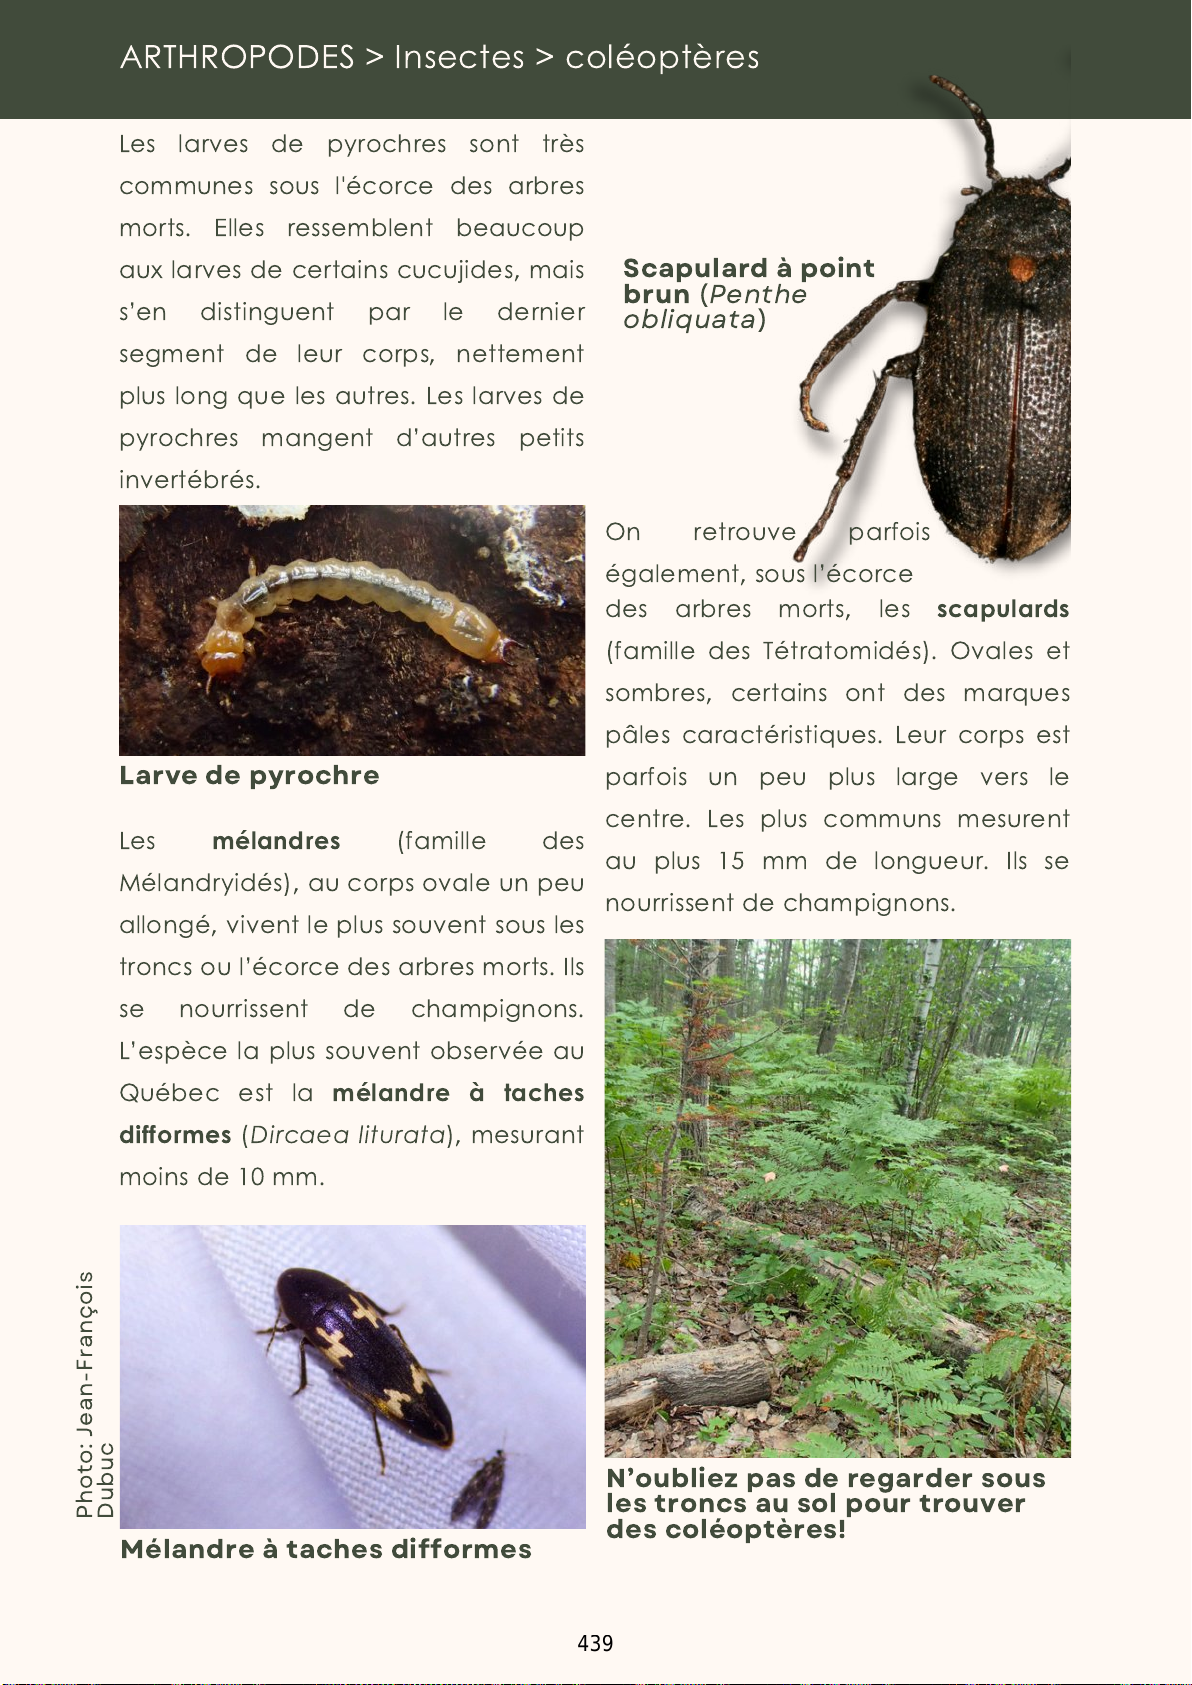 ARTHROPODES > Insectes > coléoptères
Les larves de pyrochres sont très
communes sous l'écorce des arbres
morts. Elles ressemblent beaucoup
aux larves de certains cucujides, mais
s'en distinguent par le dernier
segment de leur corps, nettement
plus long que les autres. Les larves de
pyrochres mangent d'autres petits
invertébrés.
Larve de pyrochre
Les mélandres (famille des
Mélandryidés), au corps ovale un peu
allongé, vivent le plus souvent sous les
troncs ou l'écorce des arbres morts. Ils
se nourrissent de champignons.
L'espèce la plus souvent observée au
Québec est la mélandre à taches
difformes (Dircaea liturata), mesurant
moins de 10 mm.
Photo: Jean-François
Dubuc
Mélandre à taches difformes
Scapulard à point
brun (Penthe
obliquata)
On retrouve parfois
également, sous l'écorce
des arbres morts, les scapulards
(famille des Tétratomidés). Ovales et
sombres, certains ont des marques
pâles caractéristiques. Leur corps est
parfois un peu plus large vers le
centre. Les plus communs mesurent
au plus 15 mm de longueur. Ils se
nourrissent de champignons.
N'oubliez pas de regarder sous
les troncs au sol pour trouver
des coléoptères!
439